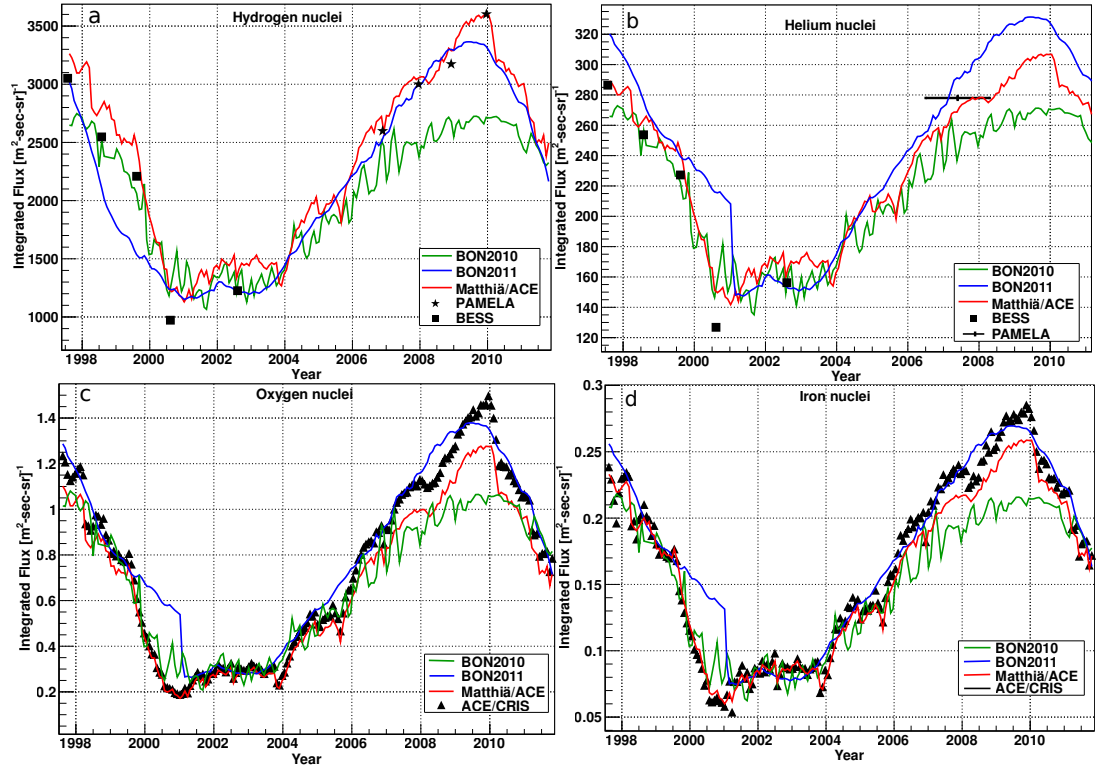 a
Hydrogen nuclei
3500
3000
2500
2000
1500
1000
Integrated Flux [m²-sec-sr]⁻¹
BON2010
BON2011
Matthiä/ACE
PAMELA
BESS
1998 2000 2002 2004 2006 2008 2010
Year
b
Helium nuclei
320
300
280
260
240
220
200
180
160
140
120
Integrated Flux [m²-sec-sr]⁻¹
BON2010
BON2011
Matthiä/ACE
BESS
PAMELA
1998 2000 2002 2004 2006 2008 2010
Year
c
Oxygen nuclei
1.4
1.2
1
0.8
0.6
0.4
0.2
Integrated Flux [m²-sec-sr]⁻¹
BON2010
BON2011
Matthiä/ACE
ACE/CRIS
1998 2000 2002 2004 2006 2008 2010
Year
d
Iron nuclei
0.3
0.25
0.2
0.15
0.1
0.05
Integrated Flux [m²-sec-sr]⁻¹
BON2010
BON2011
Matthiä/ACE
ACE/CRIS
1998 2000 2002 2004 2006 2008 2010
Year